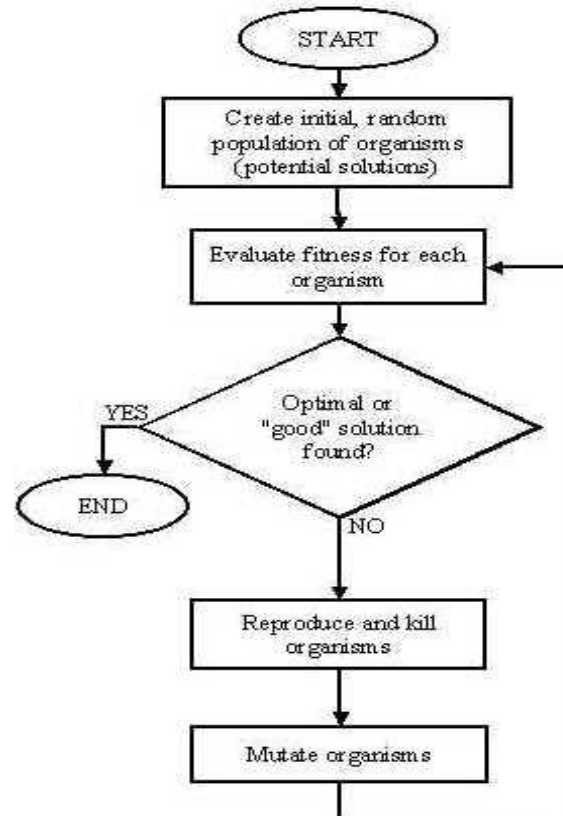 START
Create initial, random
population of organisms
(potential solutions)
Evaluate fitness for each
organism
Optimal or
"good" solution
found?
YES
END
NO
Reproduce and kill
organisms
Mutate organisms